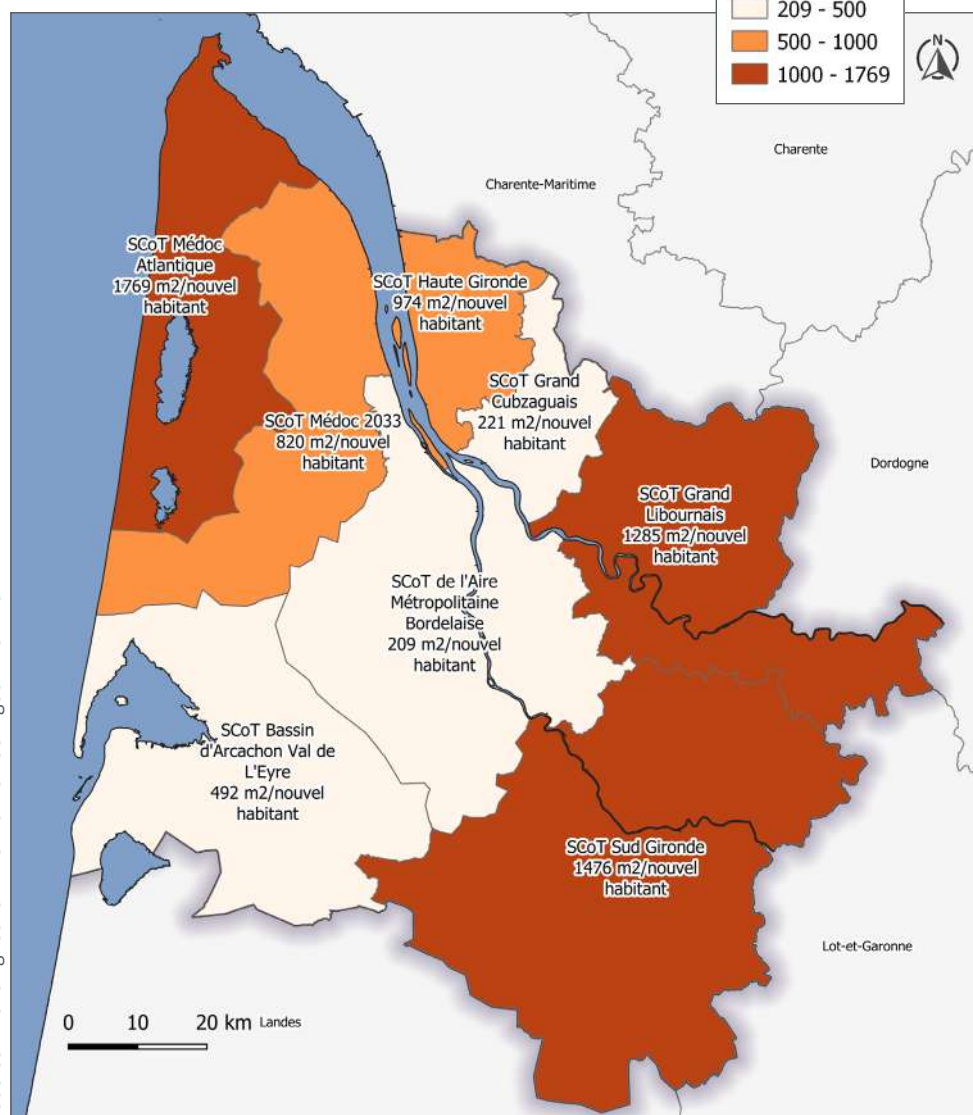 209 - 500
500 - 1000
1000 - 1769
N
Charente
Charente-Maritime
SCoT Médoc
Atlantique
1769 m2/nouvel
habitant
SCoT Haute Gironde
974 m2/nouvel
habitant
SCoT Grand
Cubzaguais
221 m2/nouvel
habitant
SCoT Médoc 2033
820 m2/nouvel
habitant
Dordogne
SCoT Grand
Libournais
1285 m2/nouvel
habitant
SCoT de l'Aire
Métropolitaine
Bordelaise
209 m2/nouvel
habitant
SCoT Bassin
d'Arcachon Val de
L'Eyre
492 m2/nouvel
habitant
SCoT Sud Gironde
1476 m2/nouvel
habitant
Lot-et-Garonne
0 10 20 km
Landes